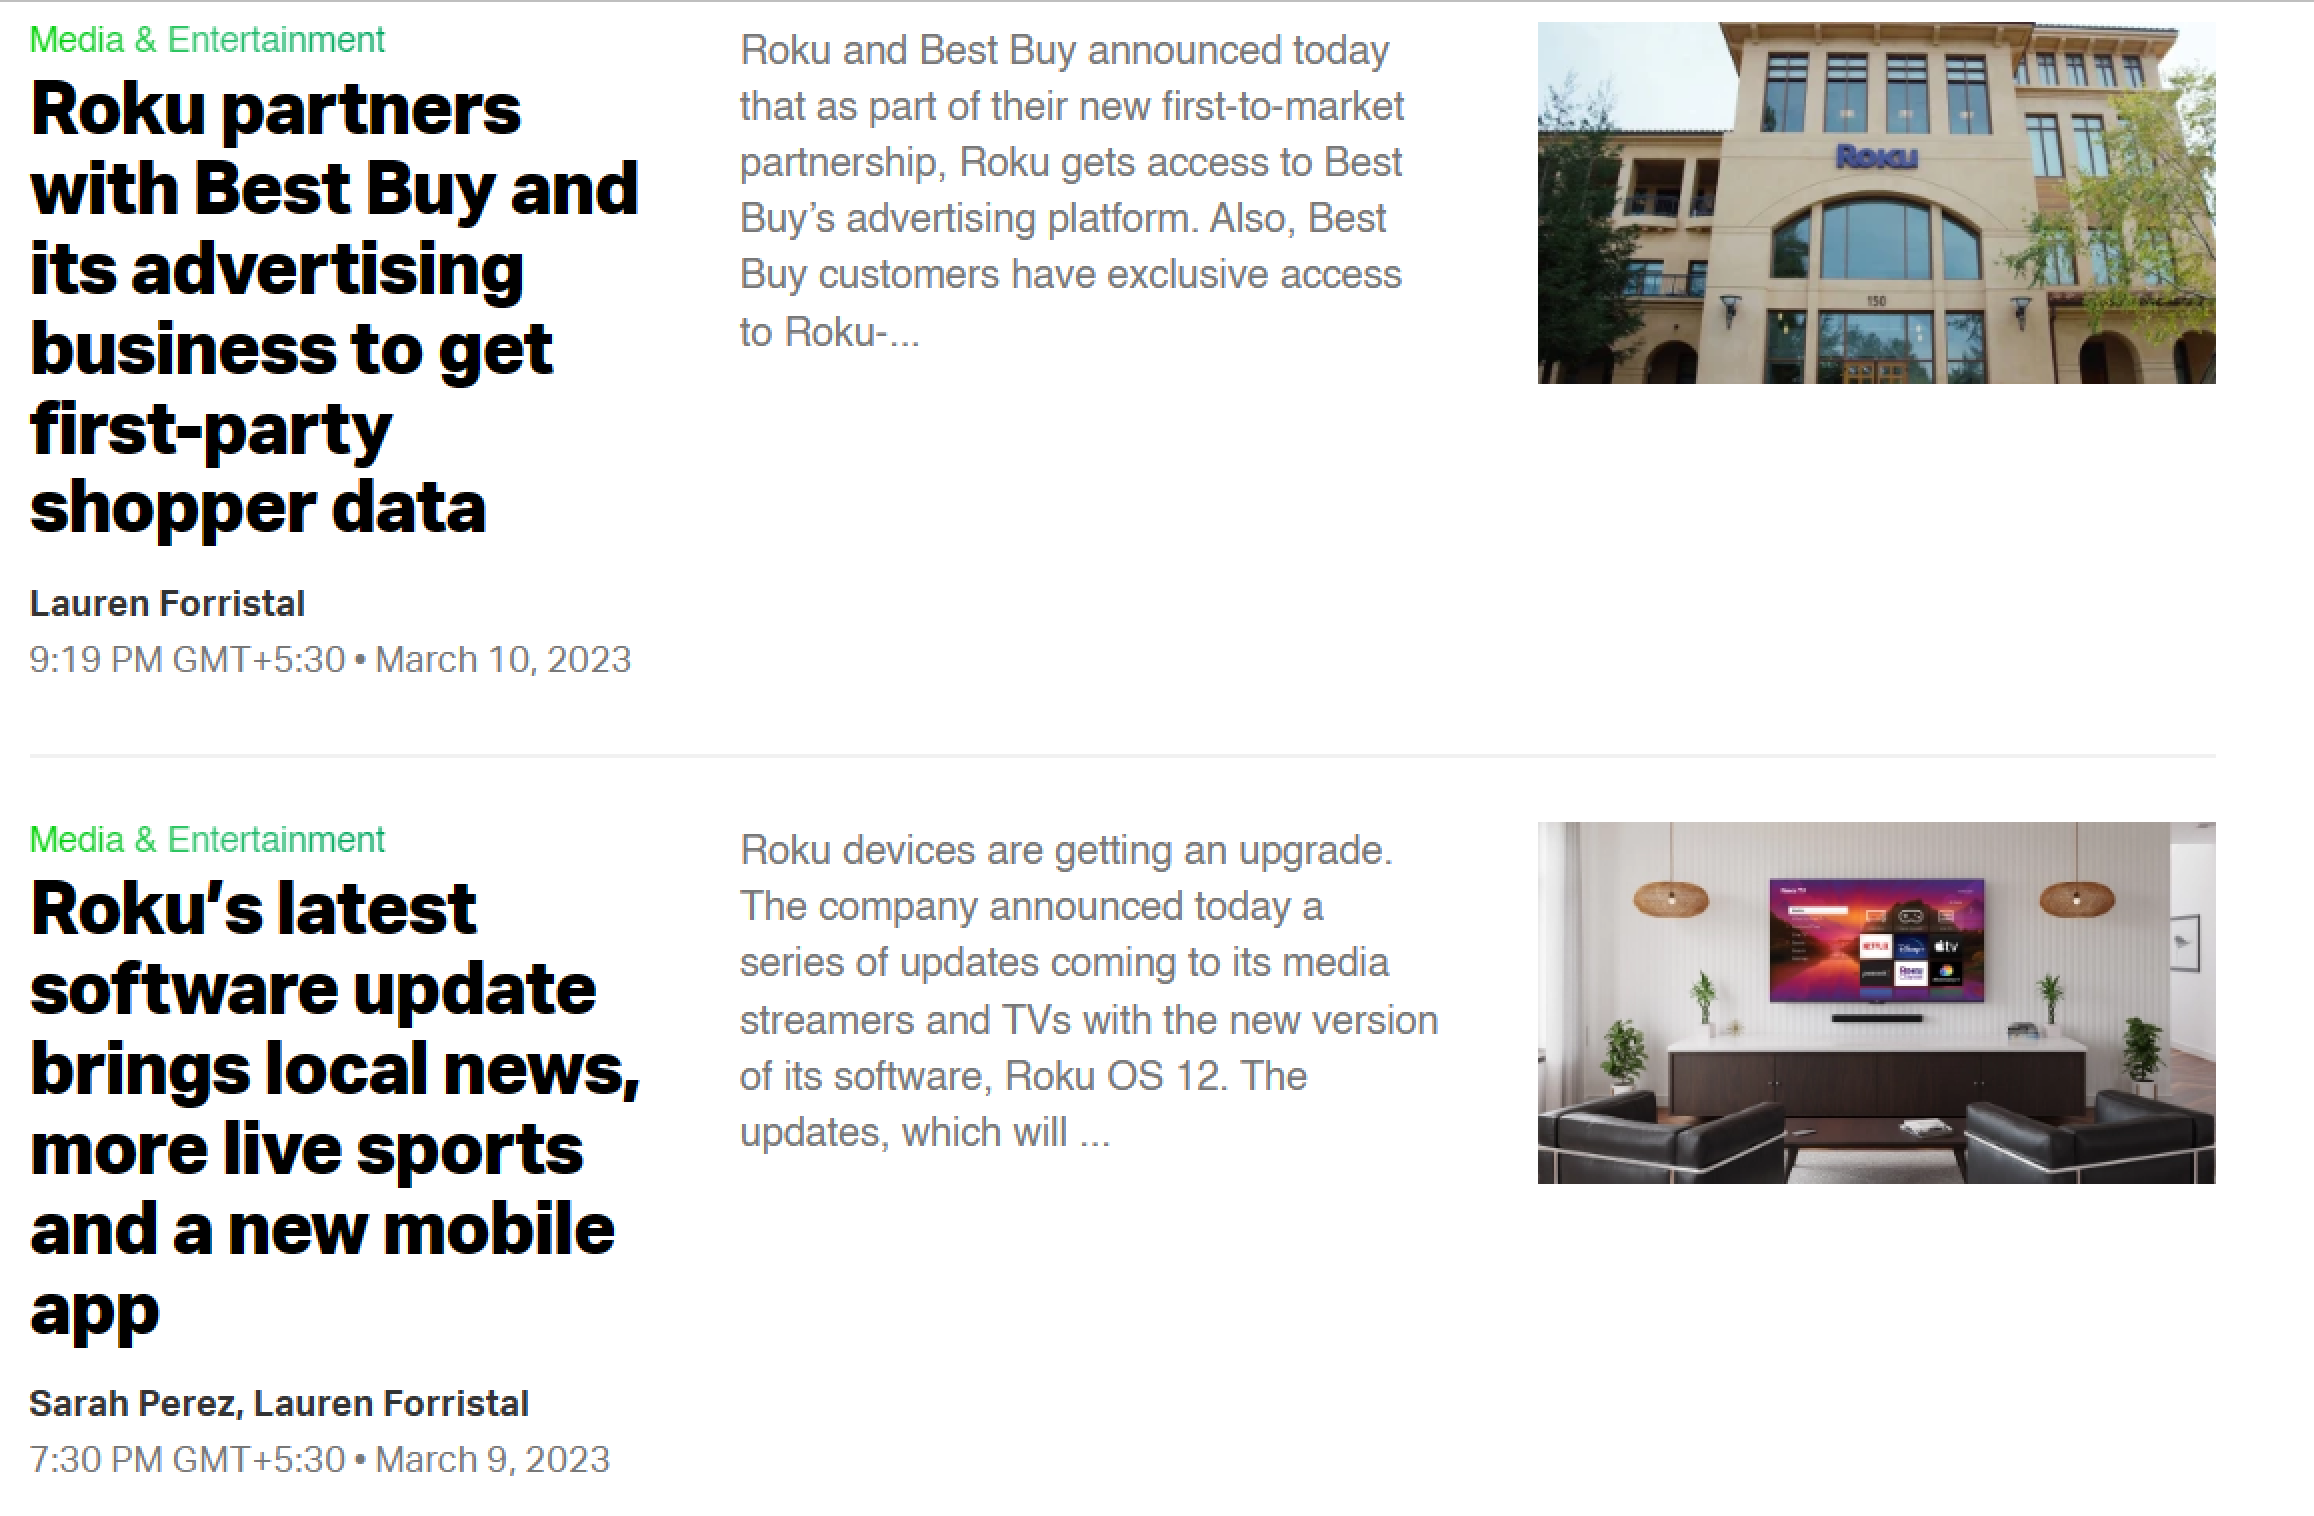 Media & Entertainment
Roku partners
with Best Buy and
its advertising
business to get
first-party
shopper data
Lauren Forristal
9:19 PM GMT+5:30 • March 10, 2023
Roku and Best Buy announced today
that as part of their new first-to-market
partnership, Roku gets access to Best
Buy’s advertising platform. Also, Best
Buy customers have exclusive access
to Roku-...
Roku
150
Media & Entertainment
Roku’s latest
software update
brings local news,
more live sports
and a new mobile
app
Sarah Perez, Lauren Forristal
7:30 PM GMT+5:30 • March 9, 2023
Roku devices are getting an upgrade.
The company announced today a
series of updates coming to its media
streamers and TVs with the new version
of its software, Roku OS 12. The
updates, which will ...
NETFLIX
Disney+
tv
peacock
Roku